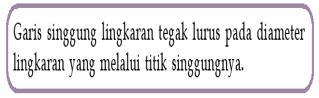 Garis singgung lingkaran tegak lurus pada diameter
lingkaran yang melalui titik singgungnya.